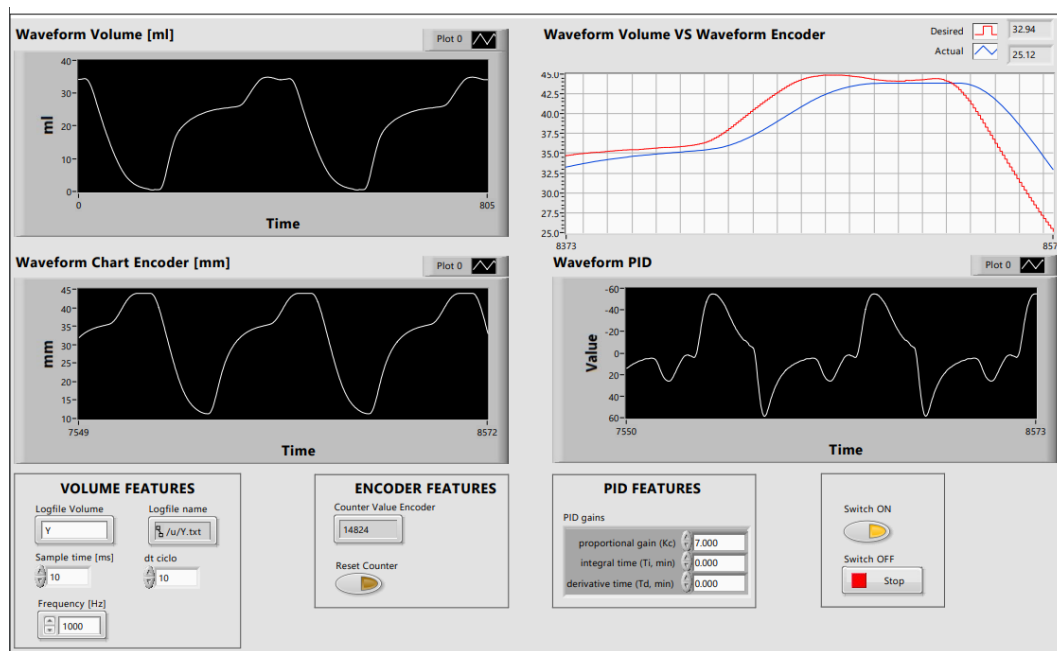 Waveform Volume [ml]
Plot 0
40
30
20
10
0
ml
0
805
Time
Waveform Volume VS Waveform Encoder
Desired
32.94
Actual
25.12
45.0
42.5
40.0
37.5
35.0
32.5
30.0
27.5
25.0
8373
Waveform Chart Encoder [mm]
Plot 0
45
40
35
30
25
20
15
10
mm
7549
8572
Time
Waveform PID
Plot 0
-60
-40
-20
0
20
40
60
Value
7550
8573
Time
VOLUME FEATURES
Logfile Volume
Logfile name
Y
/u/Y.txt
Sample time [ms]
dt ciclo
10
10
Frequency [Hz]
1000
ENCODER FEATURES
Counter Value Encoder
14824
Reset Counter
PID FEATURES
PID gains
proportional gain (Kc)
7.000
integral time (Ti, min)
0.000
derivative time (Td, min)
0.000
Switch ON
Switch OFF
Stop